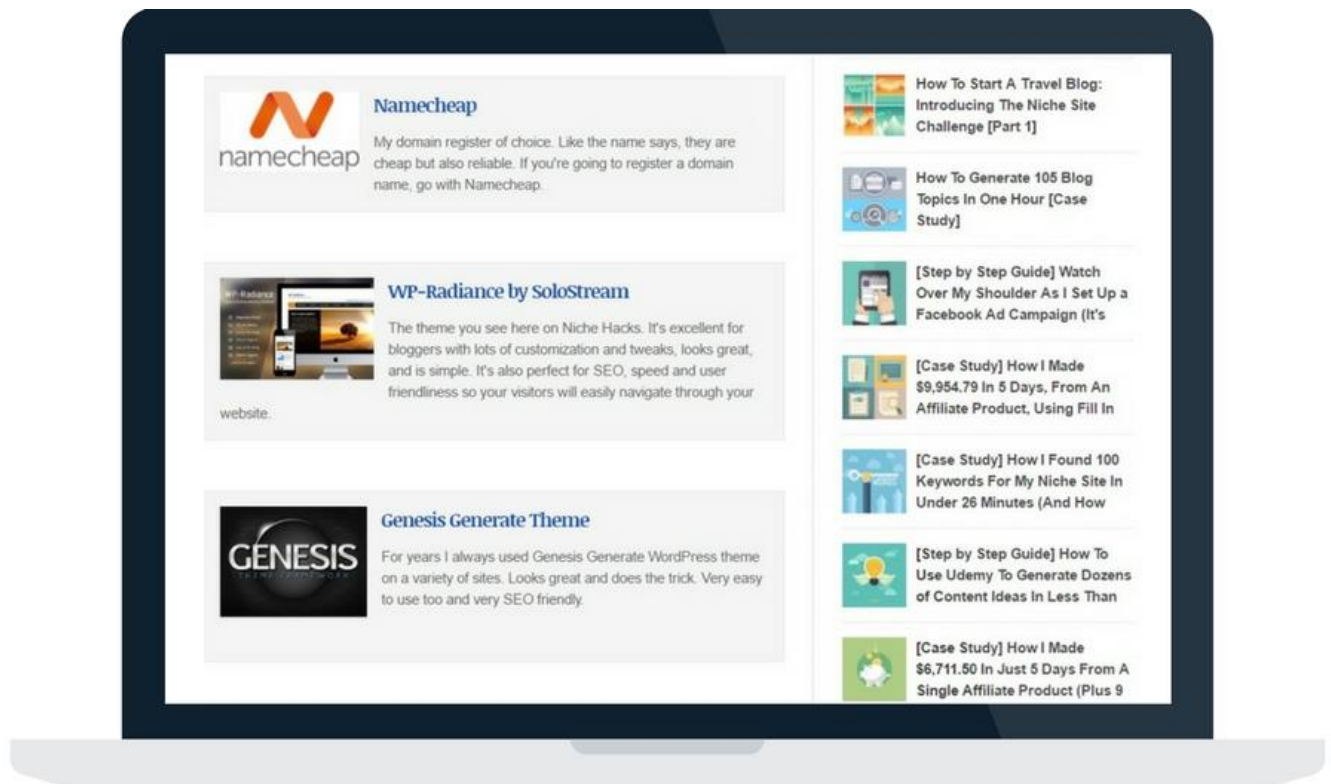 namecheap
Namecheap
My domain register of choice. Like the name says, they are
cheap but also reliable. If you're going to register a domain
name, go with Namecheap.
WP-Radiance
WP-Radiance by SoloStream
The theme you see here on Niche Hacks. It's excellent for
bloggers with lots of customization and tweaks, looks great,
and is simple. It's also perfect for SEO, speed and user
friendliness so your visitors will easily navigate through your
website.
GENESIS
THEME FRAMEWORK
Genesis Generate Theme
For years I always used Genesis Generate WordPress theme
on a variety of sites. Looks great and does the trick. Very easy
to use too and very SEO friendly.
How To Start A Travel Blog:
Introducing The Niche Site
Challenge [Part 1]
How To Generate 105 Blog
Topics In One Hour [Case
Study]
[Step by Step Guide] Watch
Over My Shoulder As I Set Up a
Facebook Ad Campaign (It's
[Case Study] How I Made
$9,954.79 In 5 Days, From An
Affiliate Product, Using Fill In
[Case Study] How I Found 100
Keywords For My Niche Site In
Under 26 Minutes (And How
[Step by Step Guide] How To
Use Udemy To Generate Dozens
of Content Ideas In Less Than
[Case Study] How I Made
$6,711.50 In Just 5 Days From A
Single Affiliate Product (Plus 9